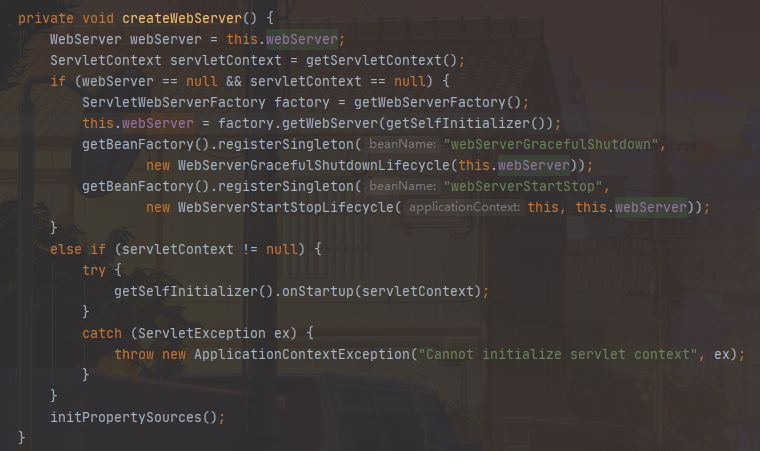 private void createWebServer() {
    WebServer webServer = this.webServer;
    ServletContext servletContext = getServletContext();
    if (webServer == null && servletContext == null) {
        ServletWebServerFactory factory = getWebServerFactory();
        this.webServer = factory.getWebServer(getSelfInitializer());
        getBeanFactory().registerSingleton( beanName: "webServerGracefulShutdown",
                new WebServerGracefulShutdownLifecycle(this.webServer));
        getBeanFactory().registerSingleton( beanName: "webServerStartStop",
                new WebServerStartStopLifecycle( applicationContext: this, this.webServer));
    }
    else if (servletContext != null) {
        try {
            getSelfInitializer().onStartup(servletContext);
        }
        catch (ServletException ex) {
            throw new ApplicationContextException("Cannot initialize servlet context", ex);
        }
    }
    initPropertySources();
}